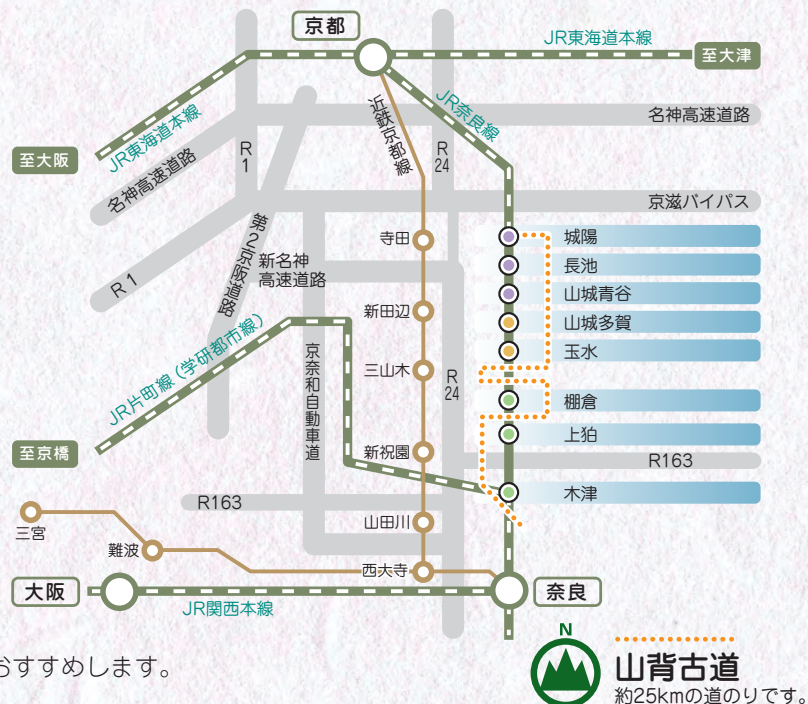 京都
JR東海道本線
至大津
JR奈良線
近鉄京都線
名神高速道路
至大阪
JR東海道本線
名神高速道路
R1
R24
京滋バイパス
第2京阪道路
寺田
城陽
新名神
高速道路
長池
R1
山城青谷
新田辺
山城多賀
JR片町線(学研都市線)
京奈和自動車道
玉水
三山木
R24
棚倉
上狛
至京橋
新祝園
R163
R163
木津
山田川
三宮
難波
西大寺
大阪
奈良
JR関西本線
N
おすすめします。
山背古道
約25kmの道のりです。